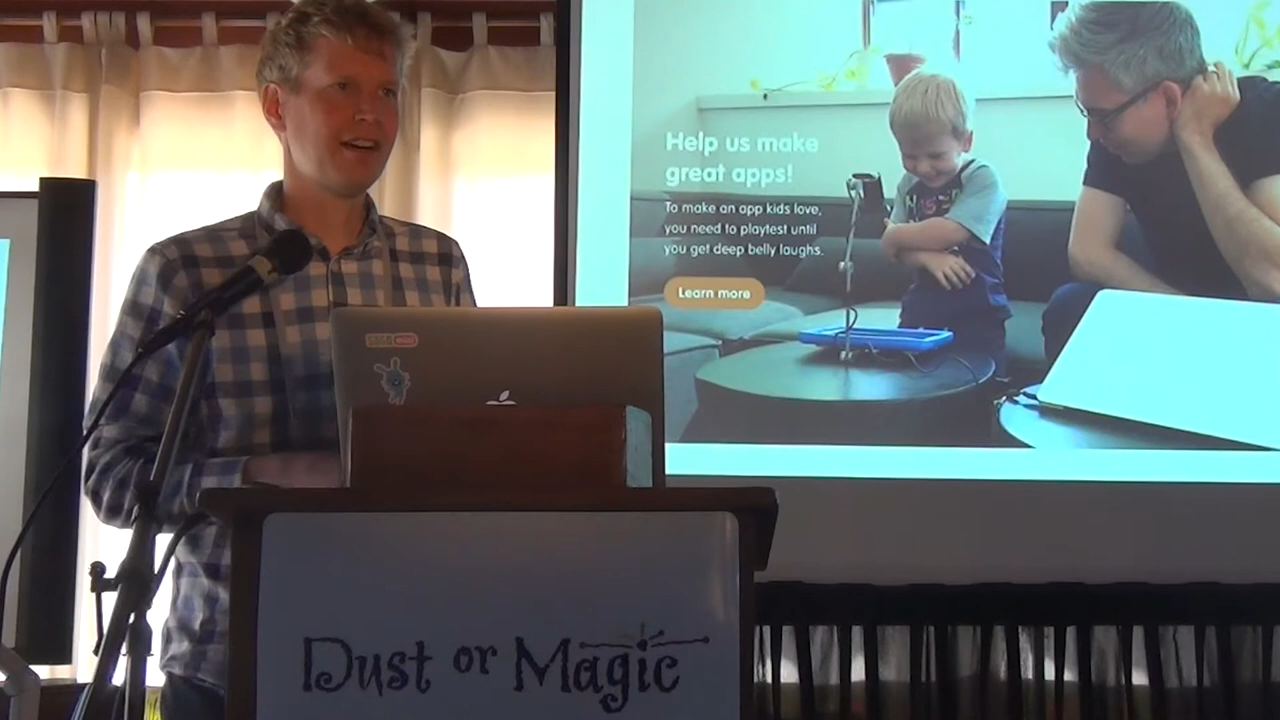 Help us make
great apps!
To make an app kids love,
you need to playtest until
you get deep belly laughs.
Learn more
Dust or Magic